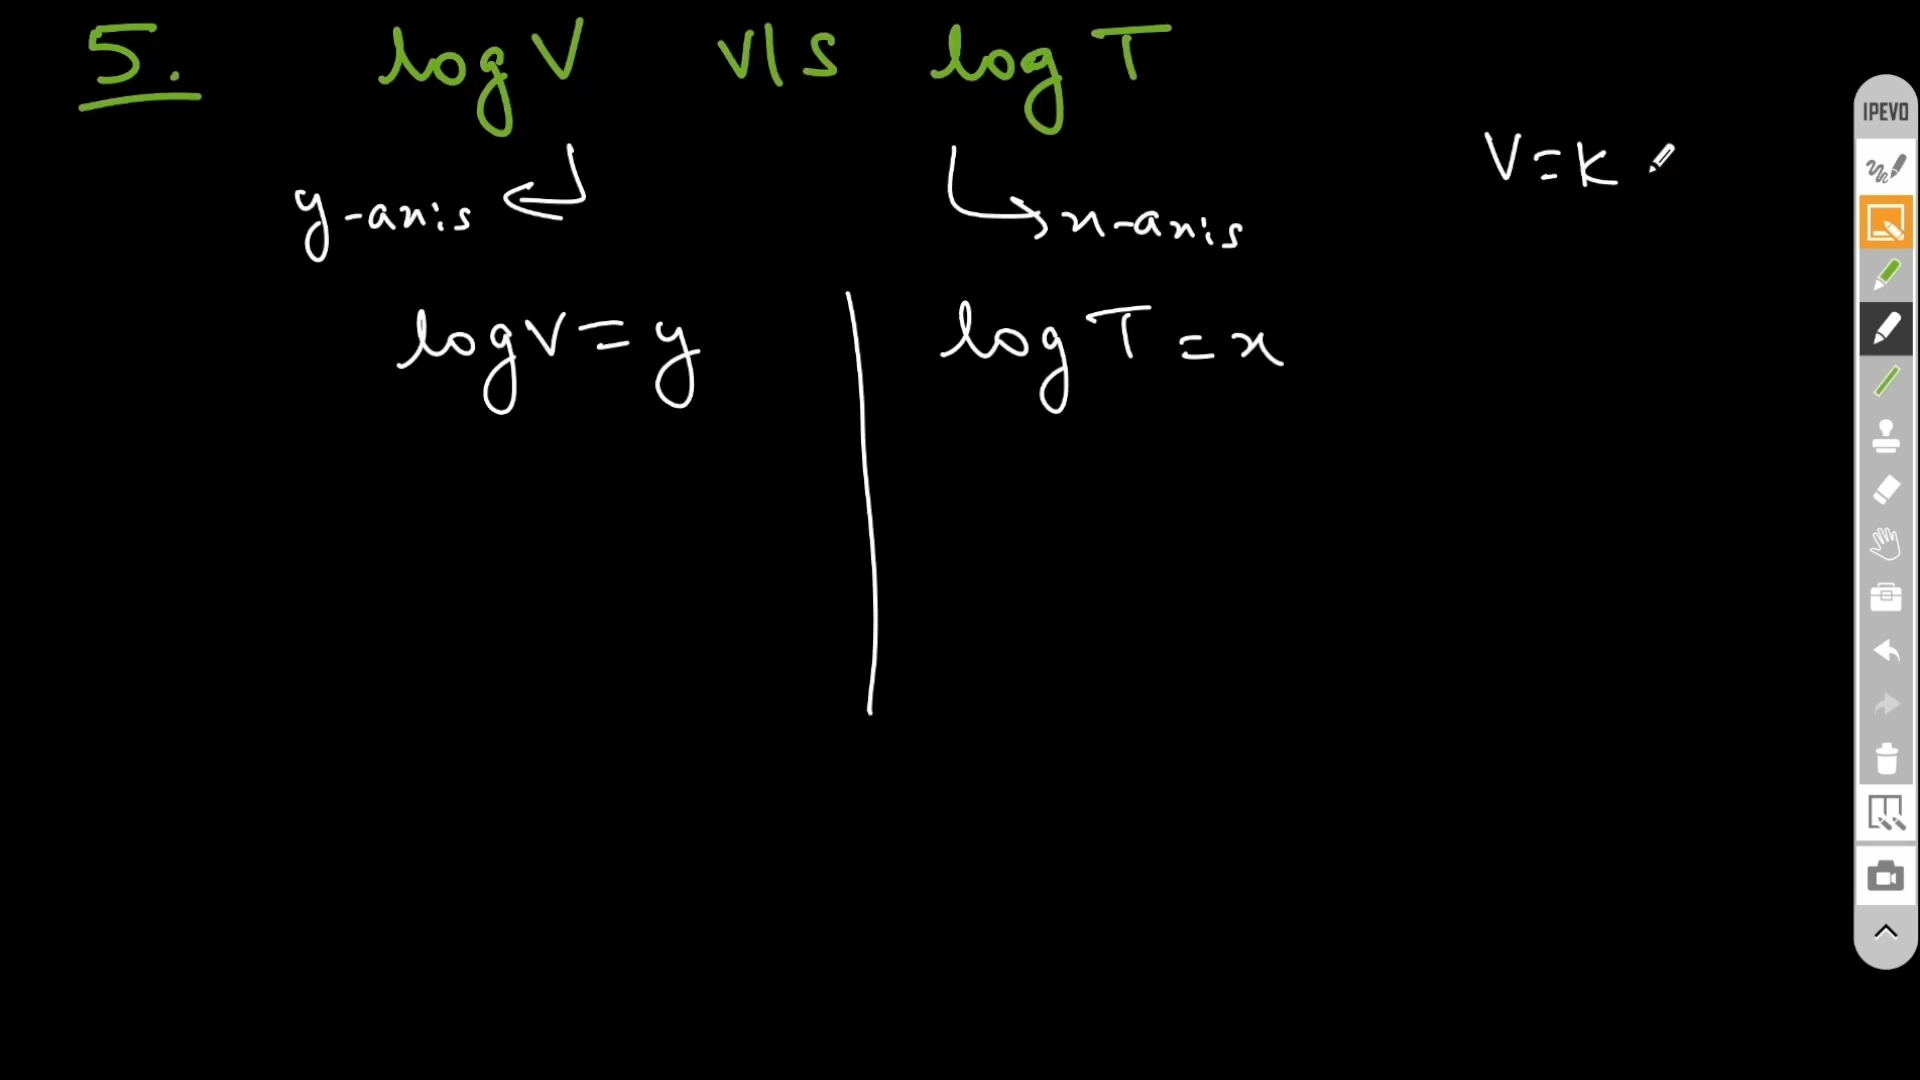 5. log V v|s log T
V = K
y-axis x-axis
log V = y log T = x
IPEVO